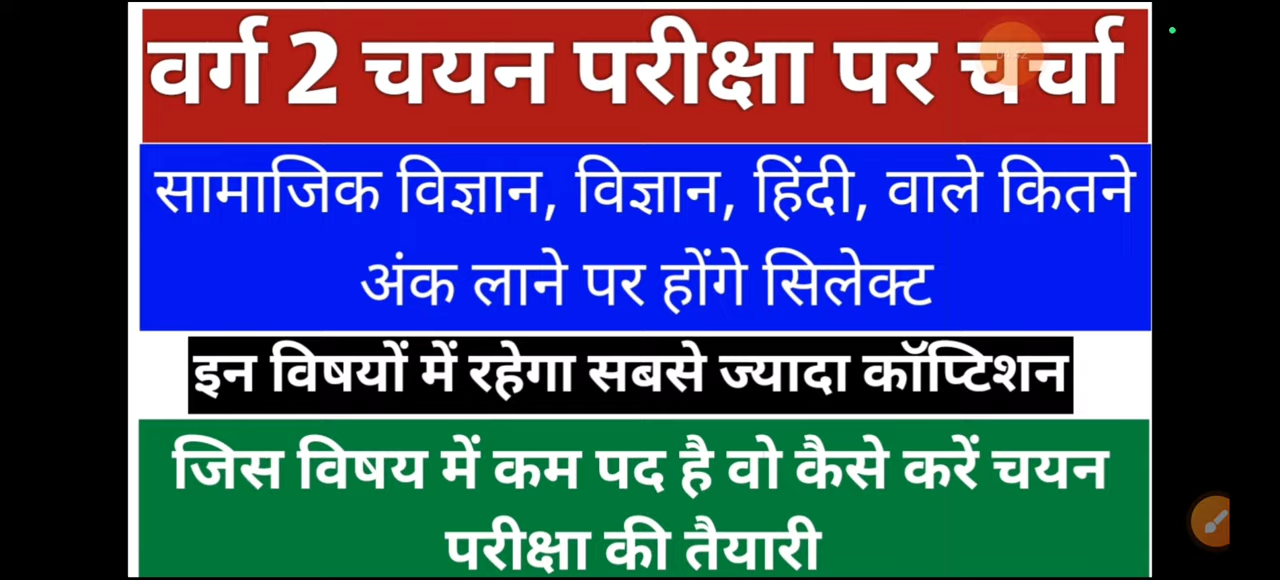 वर्ग 2 चयन परीक्षा पर चर्चा
सामाजिक विज्ञान, विज्ञान, हिंदी, वाले कितने
अंक लाने पर होंगे सिलेक्ट
इन विषयों में रहेगा सबसे ज्यादा कॉप्टिशन
जिस विषय में कम पद है वो कैसे करें चयन
परीक्षा की तैयारी